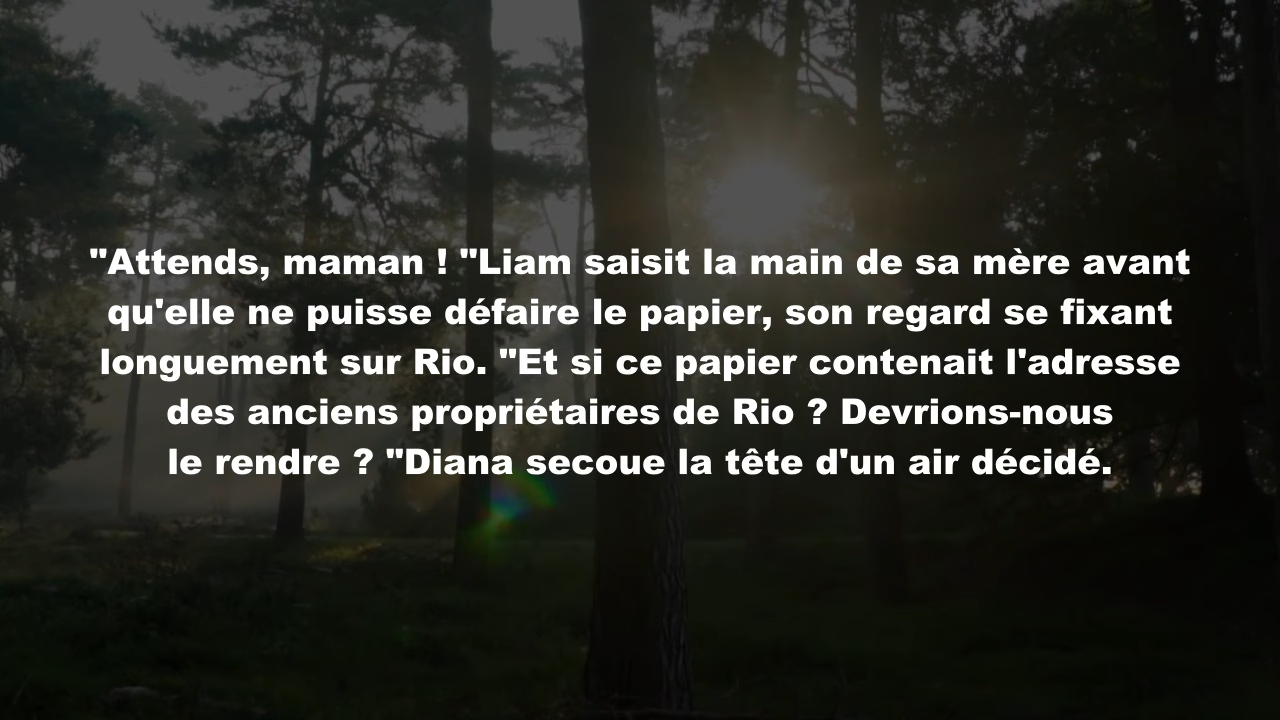 "Attends, maman ! "Liam saisit la main de sa mère avant
qu'elle ne puisse défaire le papier, son regard se fixant
longuement sur Rio. "Et si ce papier contenait l'adresse
des anciens propriétaires de Rio ? Devrions-nous
le rendre ? "Diana secoue la tête d'un air décidé.